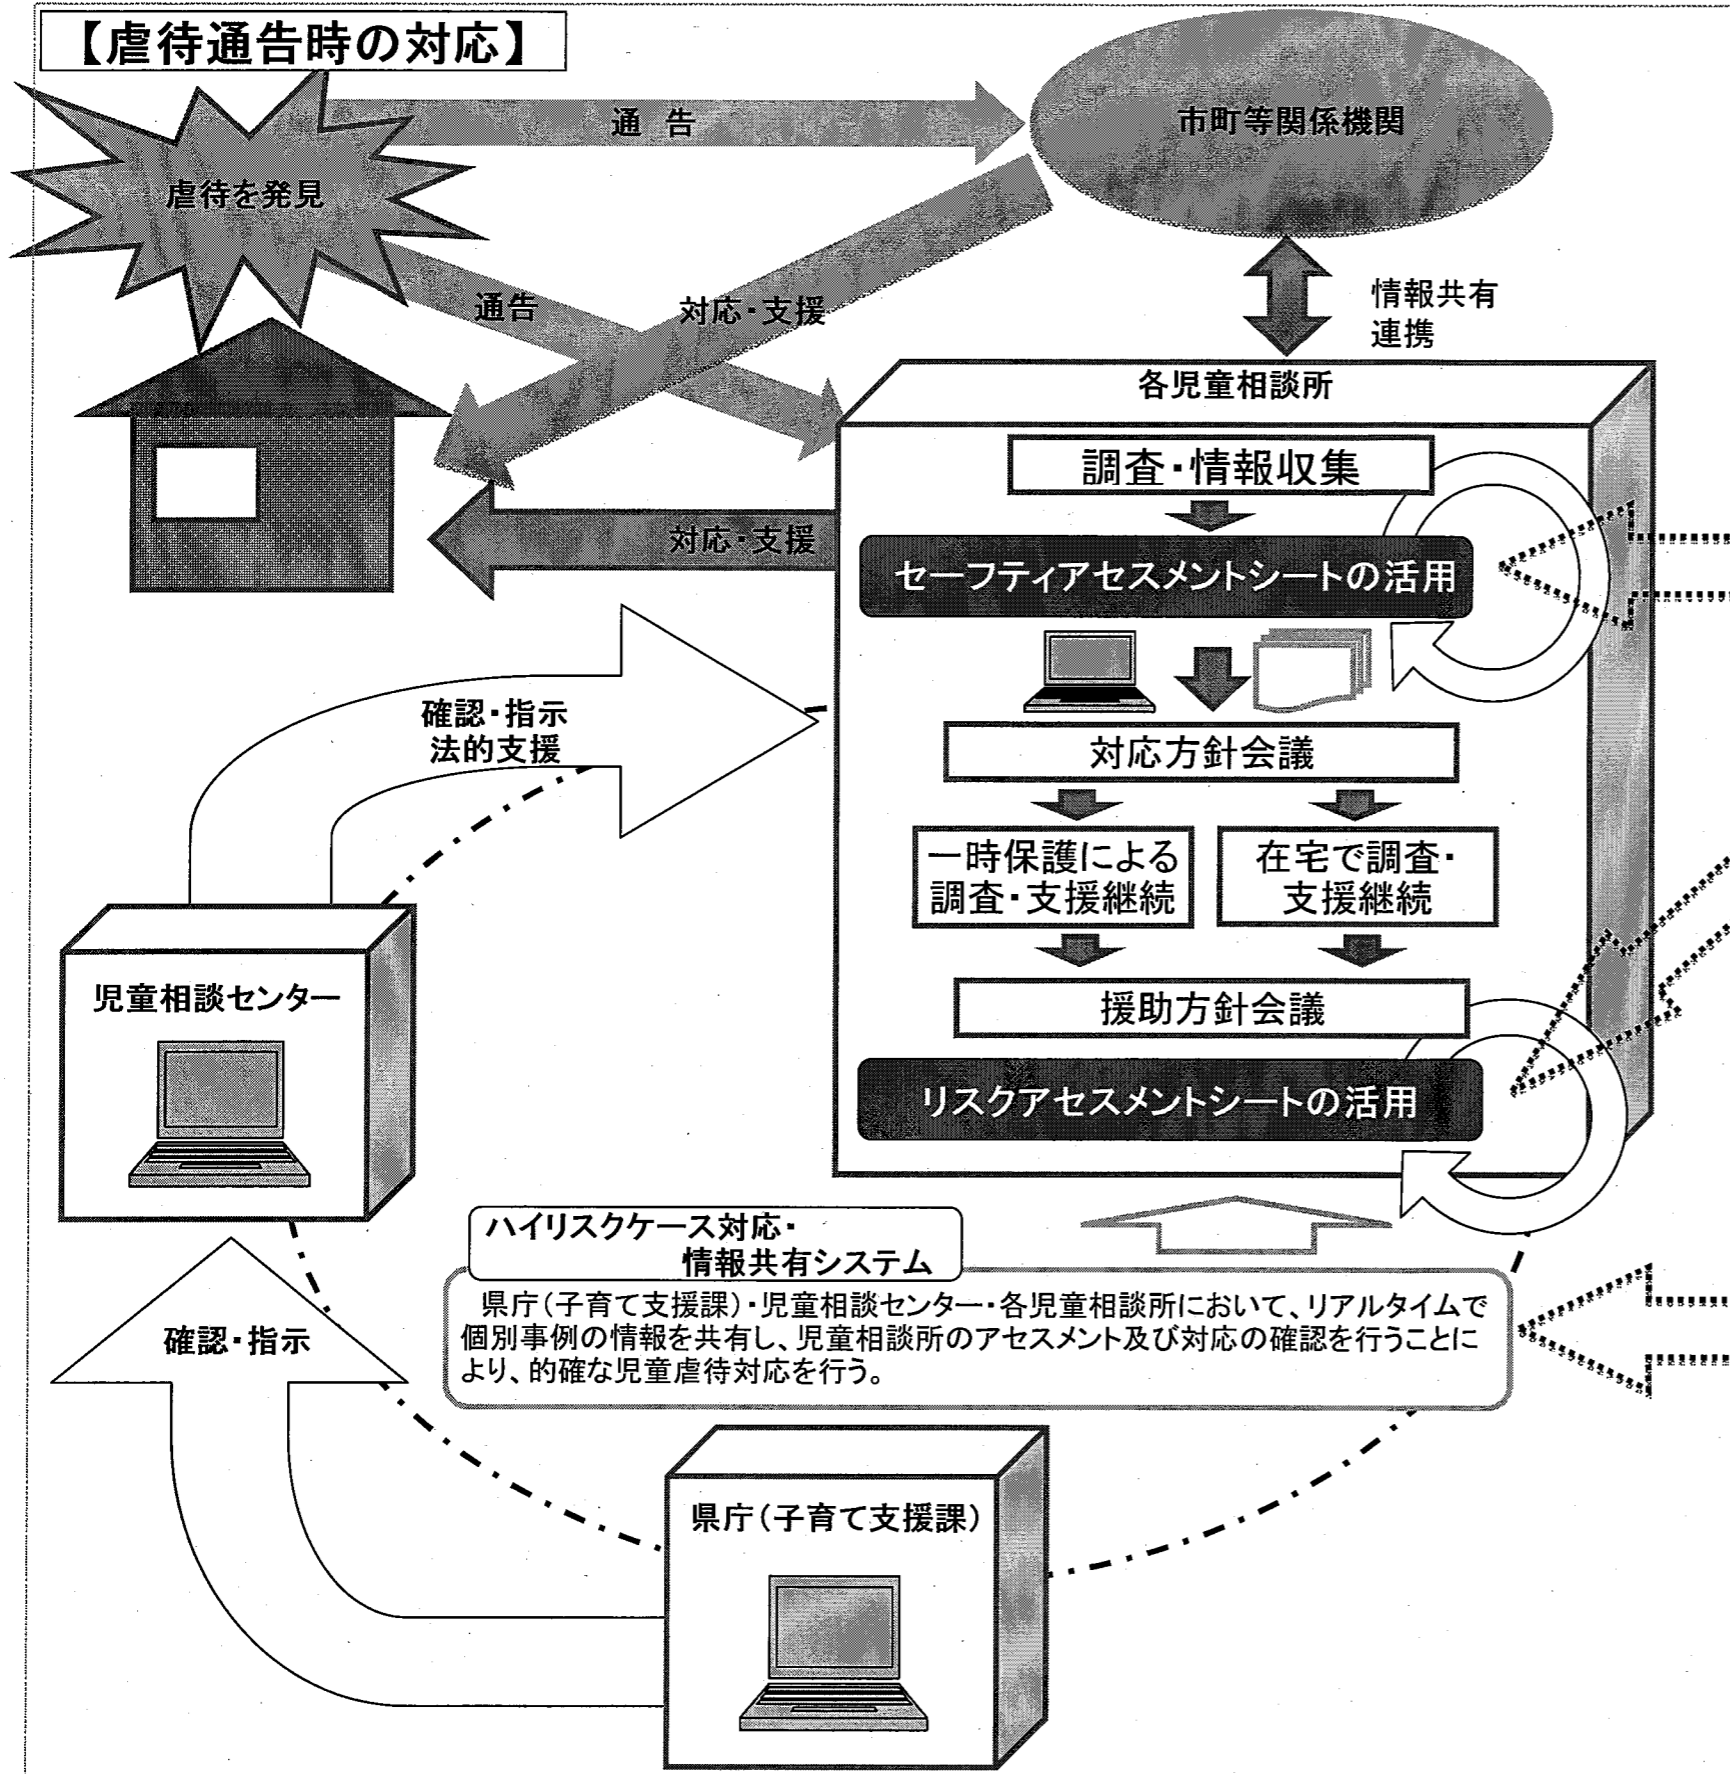 【虐待通告時の対応】
通 告
市町等関係機関
虐待を発見
通告
対応・支援
情報共有
連携
各児童相談所
調査・情報収集
対応・支援
セーフティアセスメントシートの活用
確認・指示
法的支援
対応方針会議
一時保護による
調査・支援継続
在宅で調査・
支援継続
児童相談センター
援助方針会議
リスクアセスメントシートの活用
ハイリスクケース対応・
情報共有システム
県庁(子育て支援課)・児童相談センター・各児童相談所において、リアルタイムで
個別事例の情報を共有し、児童相談所のアセスメント及び対応の確認を行うことに
より、的確な児童虐待対応を行う。
確認・指示
県庁(子育て支援課)